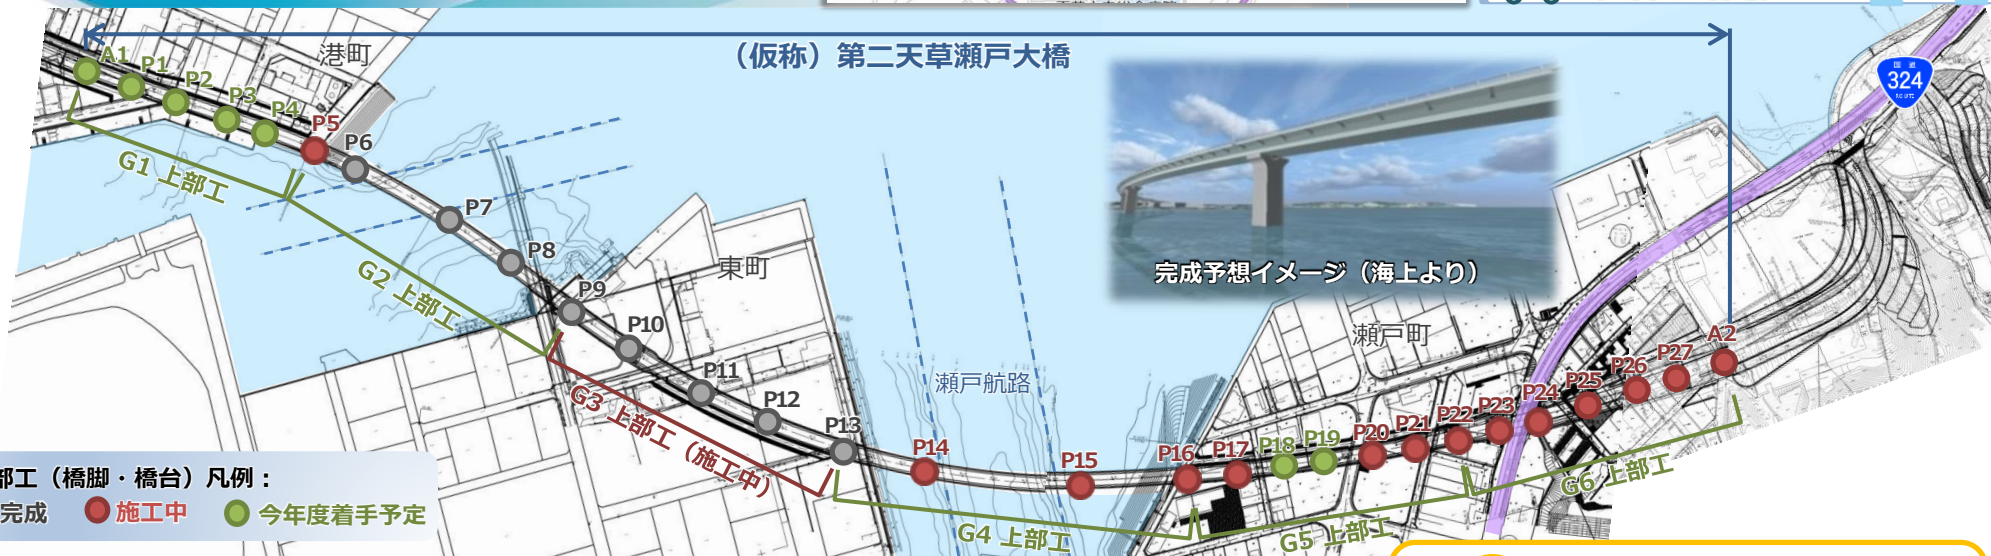 （仮称）第二天草瀬戸大橋
港町
国道
324
ROUTE
A1
P1
P2
P3
P4
P5
P6
P7
P8
P9
P10
P11
P12
P13
P14
P15
P16
P17
P18
P19
P20
P21
P22
P23
P24
P25
P26
P27
A2
G1 上部工
G2 上部工
G3 上部工（施工中）
G4 上部工
G5 上部工
G6 上部工
東町
瀬戸航路
瀬戸町
完成予想イメージ（海上より）
部工（橋脚・橋台）凡例：
完成 施工中 今年度着手予定